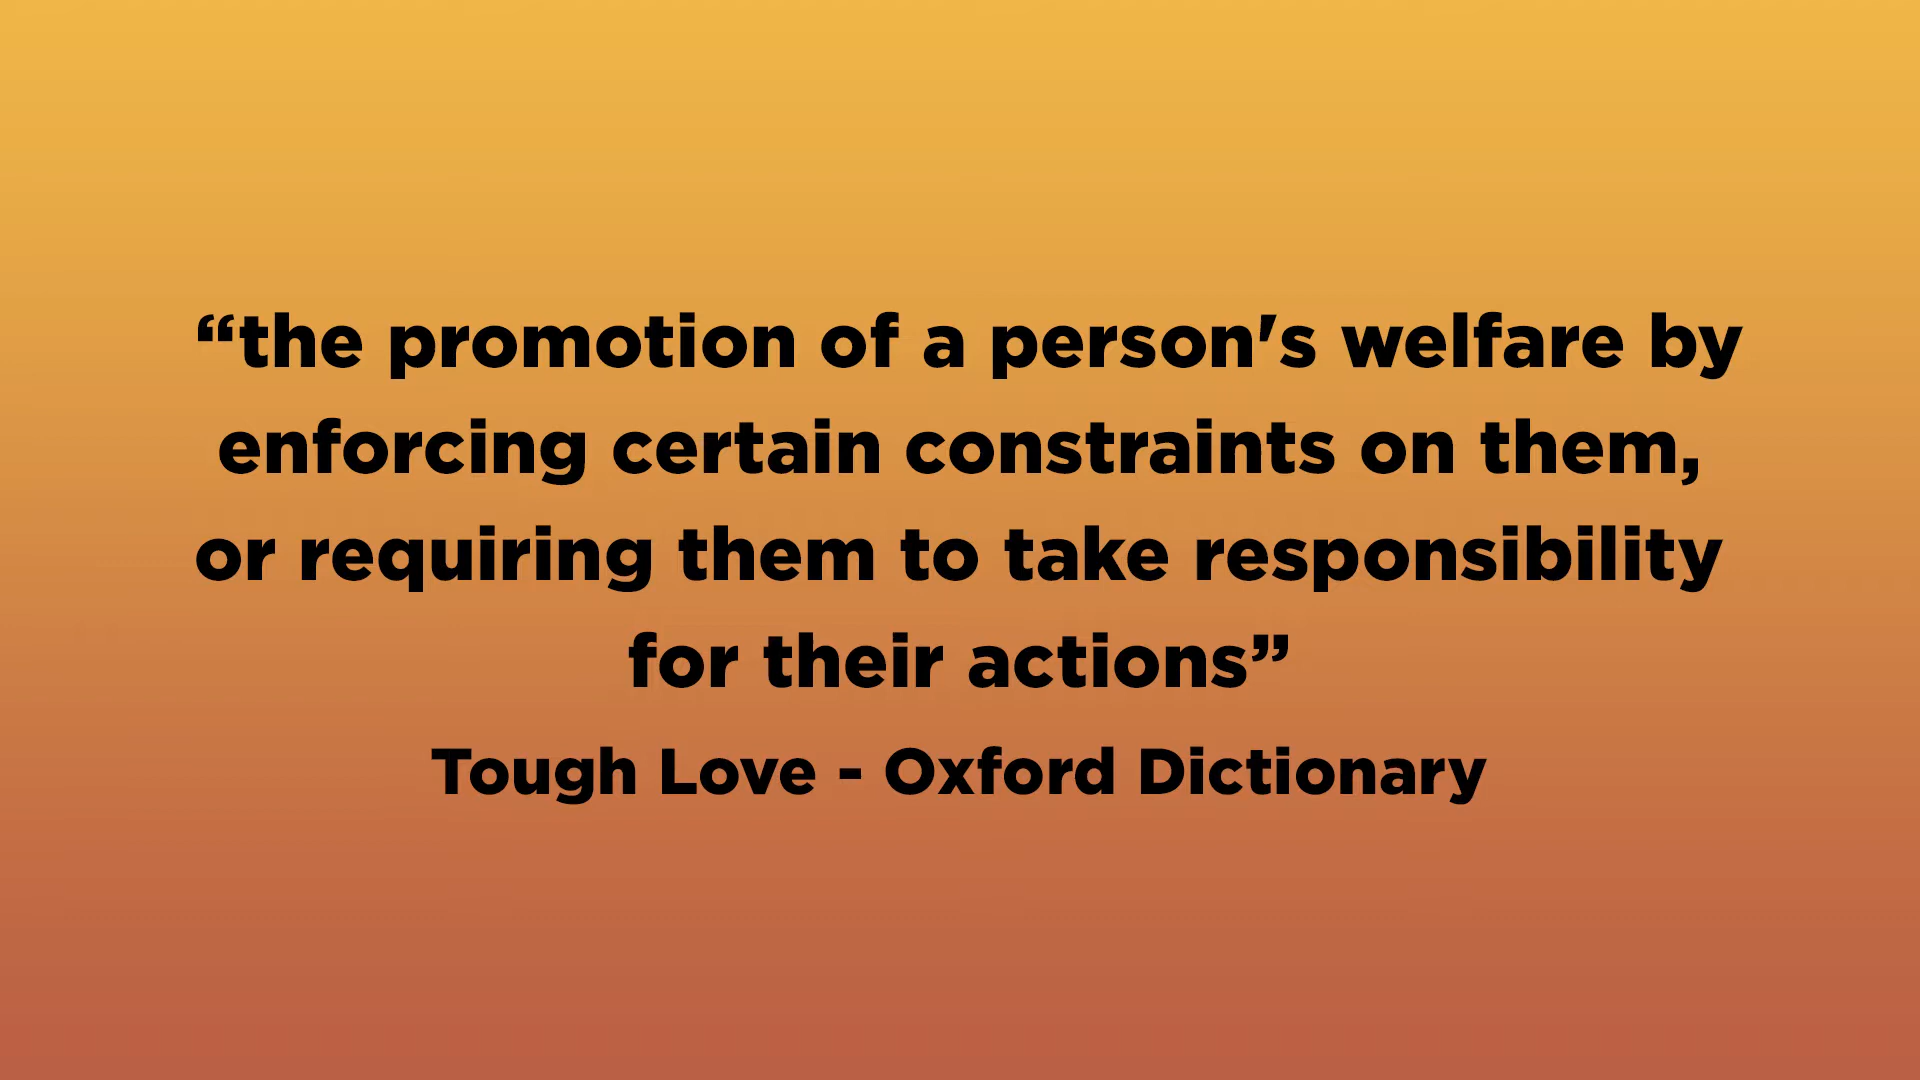 “the promotion of a person's welfare by
enforcing certain constraints on them,
or requiring them to take responsibility
for their actions”
Tough Love - Oxford Dictionary